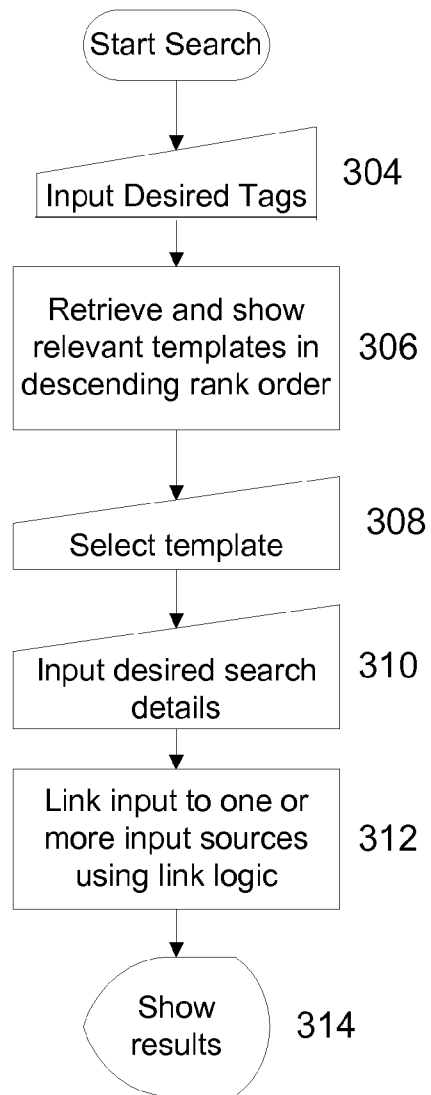 Start Search
304
Input Desired Tags
Retrieve and show
relevant templates in
descending rank order
306
308
Select template
310
Input desired search
details
Link input to one or
more input sources
using link logic
312
Show
results
314